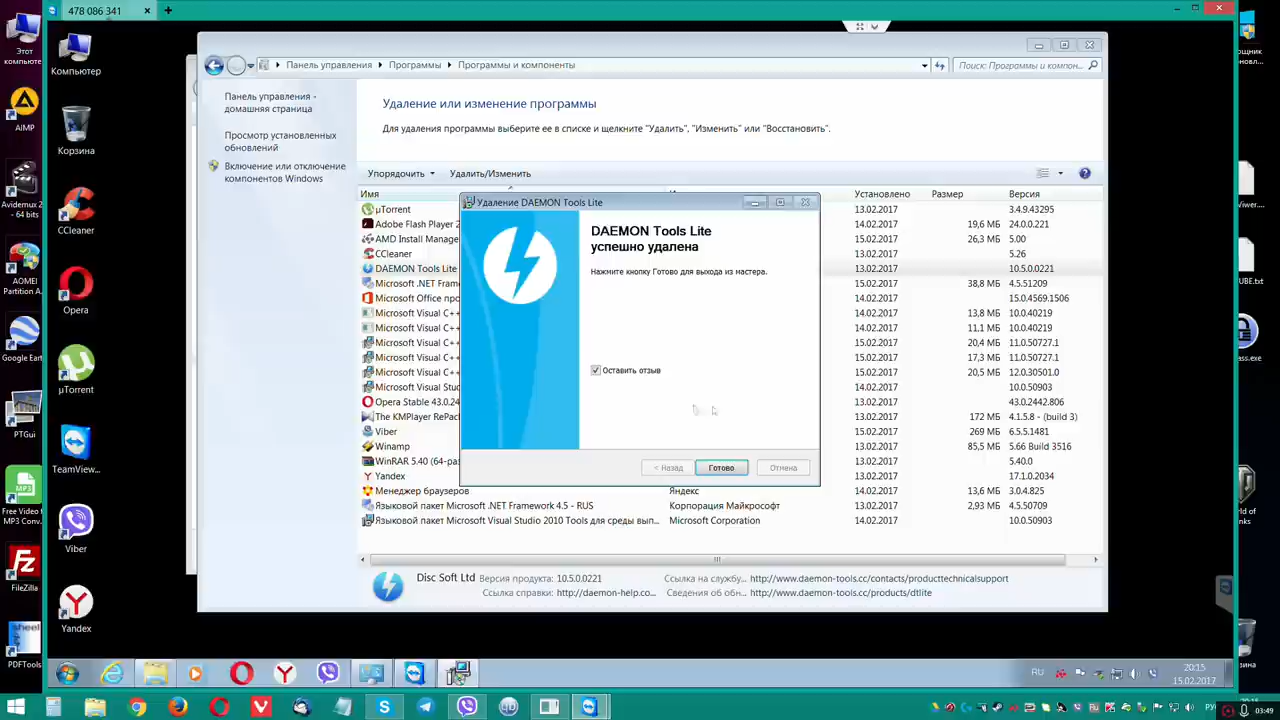 478 086 341
Этот
компьюте...
AIMP
Avidemux 2...
- 64 bits
CCleaner
AOMEI
Partition A...
Google Eart...
PTGui
Free Video t...
MP3 Conv...
FileZilla
PDFTools
Компьютер
Корзина
CCleaner
Opera
µTorrent
TeamView...
Viber
Yandex
Панель управления
Программы
Программы и компоненты
Поиск: Программы и компон...
Панель управления -
домашняя страница
Просмотр установленных
обновлений
Включение или отключение
компонентов Windows
Удаление или изменение программы
Для удаления программы выберите ее в списке и щелкните "Удалить", "Изменить" или "Восстановить".
Упорядочить
Удалить/Изменить
Имя Установлено Размер Версия
µTorrent 13.02.2017 3.4.9.43295
Adobe Flash Player 2 14.02.2017 19,6 МБ 24.0.0.221
AMD Install Manage 15.02.2017 26,3 МБ 5.00
CCleaner 13.02.2017 5.26
DAEMON Tools Lite 13.02.2017 10.5.0.0221
Microsoft .NET Frame 15.02.2017 38,8 МБ 4.5.51209
Microsoft Office про 14.02.2017 15.0.4569.1506
Microsoft Visual C++ 14.02.2017 13,8 МБ 10.0.40219
Microsoft Visual C++ 14.02.2017 11,1 МБ 10.0.40219
Microsoft Visual C++ 15.02.2017 20,4 МБ 11.0.50727.1
Microsoft Visual C++ 15.02.2017 17,3 МБ 11.0.50727.1
Microsoft Visual C++ 15.02.2017 20,5 МБ 12.0.30501.0
Microsoft Visual Stu 14.02.2017 10.0.50903
Opera Stable 43.0.24 13.02.2017 43.0.2442.806
The KMPlayer RePac 13.02.2017 172 МБ 4.1.5.8 - (build 3)
Viber 15.02.2017 269 МБ 6.5.5.1481
Winamp 13.02.2017 85,5 МБ 5.66 Build 3516
WinRAR 5.40 (64-ра 13.02.2017 5.40.0
Yandex 13.02.2017 17.1.0.2034
Менеджер браузеров Яндекс 14.02.2017 13,6 МБ 3.0.4.825
Языковой пакет Microsoft .NET Framework 4.5 - RUS Корпорация Майкрософт 13.02.2017 2,93 МБ 4.5.50709
Языковой пакет Microsoft Visual Studio 2010 Tools для среды вып... Microsoft Corporation 14.02.2017 10.0.50903
Удаление DAEMON Tools Lite
DAEMON Tools Lite
успешно удалена
Нажмите кнопку Готово для выхода из мастера.
Оставить отзыв
< Назад
Готово
Отмена
Disc Soft Ltd Версия продукта: 10.5.0.0221 Ссылка на службу... http://www.daemon-tools.cc/contacts/producttechnicalsupport
Ссылка справки: http://daemon-help.co... Сведения об обн... http://www.daemon-tools.cc/products/dtlite
RU
20:15
15.02.2017
03:49